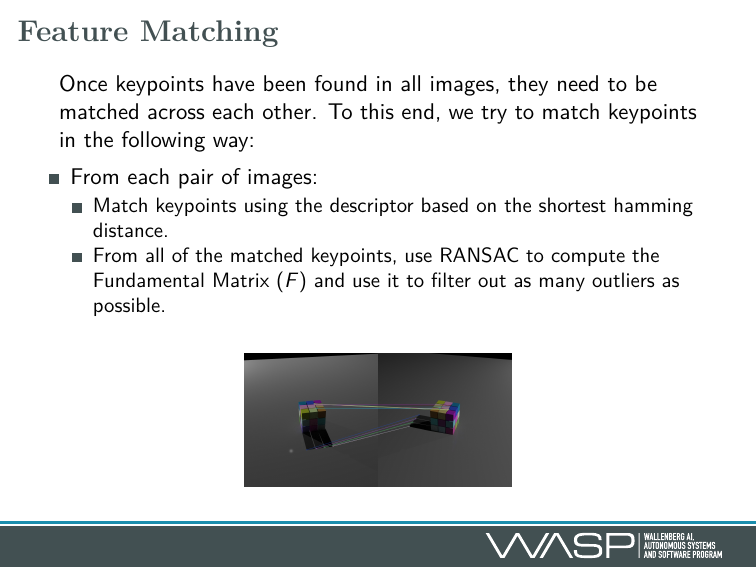 Feature Matching
Once keypoints have been found in all images, they need to be
matched across each other. To this end, we try to match keypoints
in the following way:
From each pair of images:
Match keypoints using the descriptor based on the shortest hamming
distance.
From all of the matched keypoints, use RANSAC to compute the
Fundamental Matrix (F) and use it to filter out as many outliers as
possible.
WASP
WALLENBERG AI,
AUTONOMOUS SYSTEMS
AND SOFTWARE PROGRAM